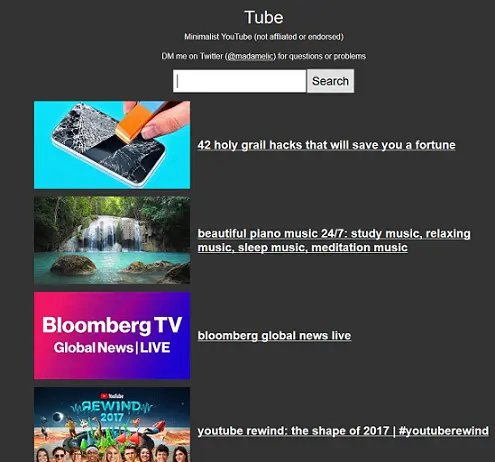 Tube
Minimalist YouTube (not affliated or endorsed)
DM me on Twitter (@madamelic) for questions or problems
Search
42 holy grail hacks that will save you a fortune
beautiful piano music 24/7: study music, relaxing
music, sleep music, meditation music
Bloomberg TV
Global News|LIVE
bloomberg global news live
YouTube
REWIND
2017
youtube rewind: the shape of 2017 | #youtuberewind